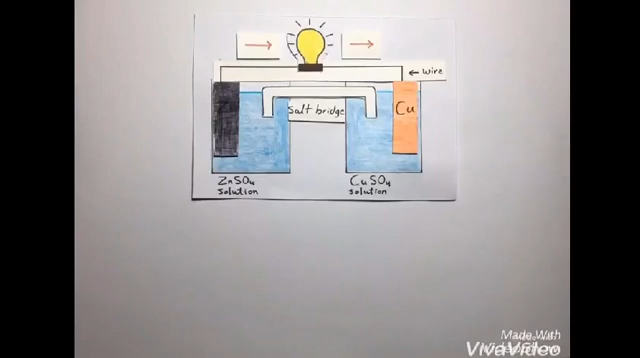 ← wire
Cu
Salt bridge
ZnSO4
solution
CuSO4
solution
Made With
VivaVideo